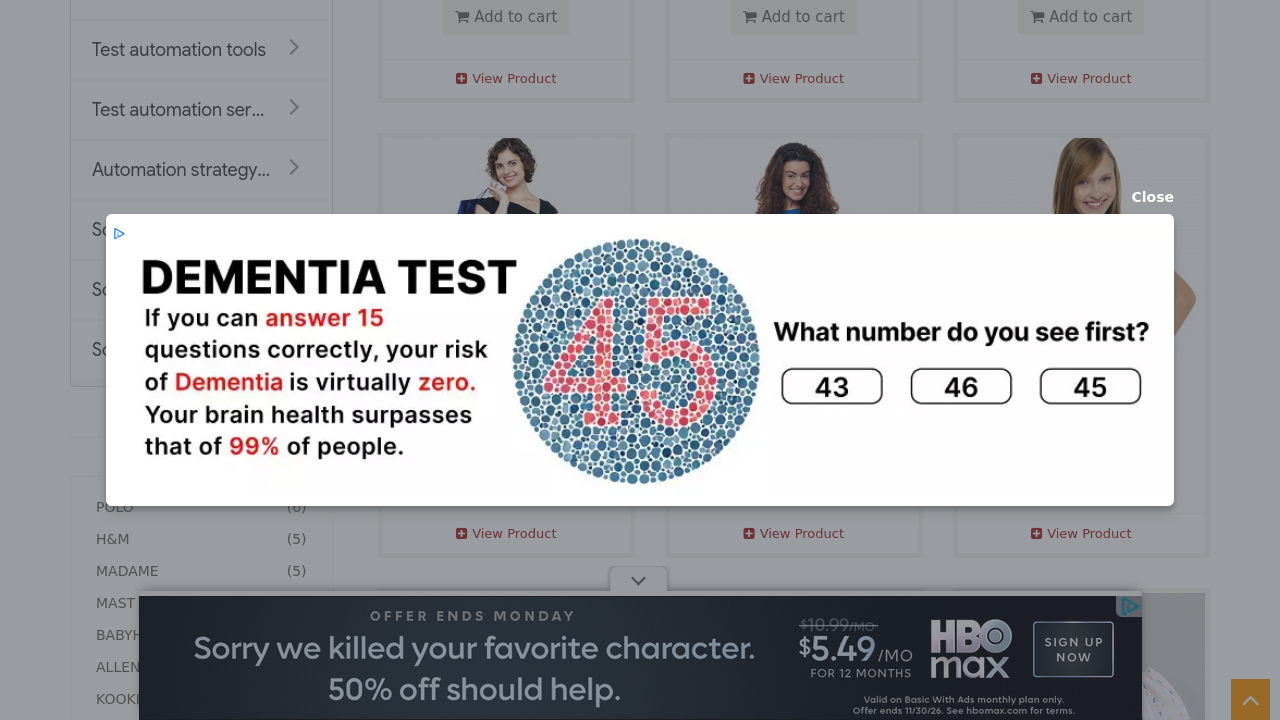 Add to cart
Add to cart
Add to cart
Test automation tools
View Product
View Product
View Product
Test automation ser...
Automation strategy...
Close
DEMENTIA TEST
If you can answer 15
questions correctly, your risk
of Dementia is virtually zero.
Your brain health surpasses
that of 99% of people.
45
What number do you see first?
43
46
45
POLO (6)
H&M (5)
MADAME (5)
MAST
View Product
View Product
View Product
OFFER ENDS MONDAY
Sorry we killed your favorite character.
50% off should help.
$10.99/MO
$5.49/MO
FOR 12 MONTHS
HBO
max
SIGN UP
NOW
Valid on Basic With Ads monthly plan only.
Offer ends 11/30/26. See hbomax.com for terms.